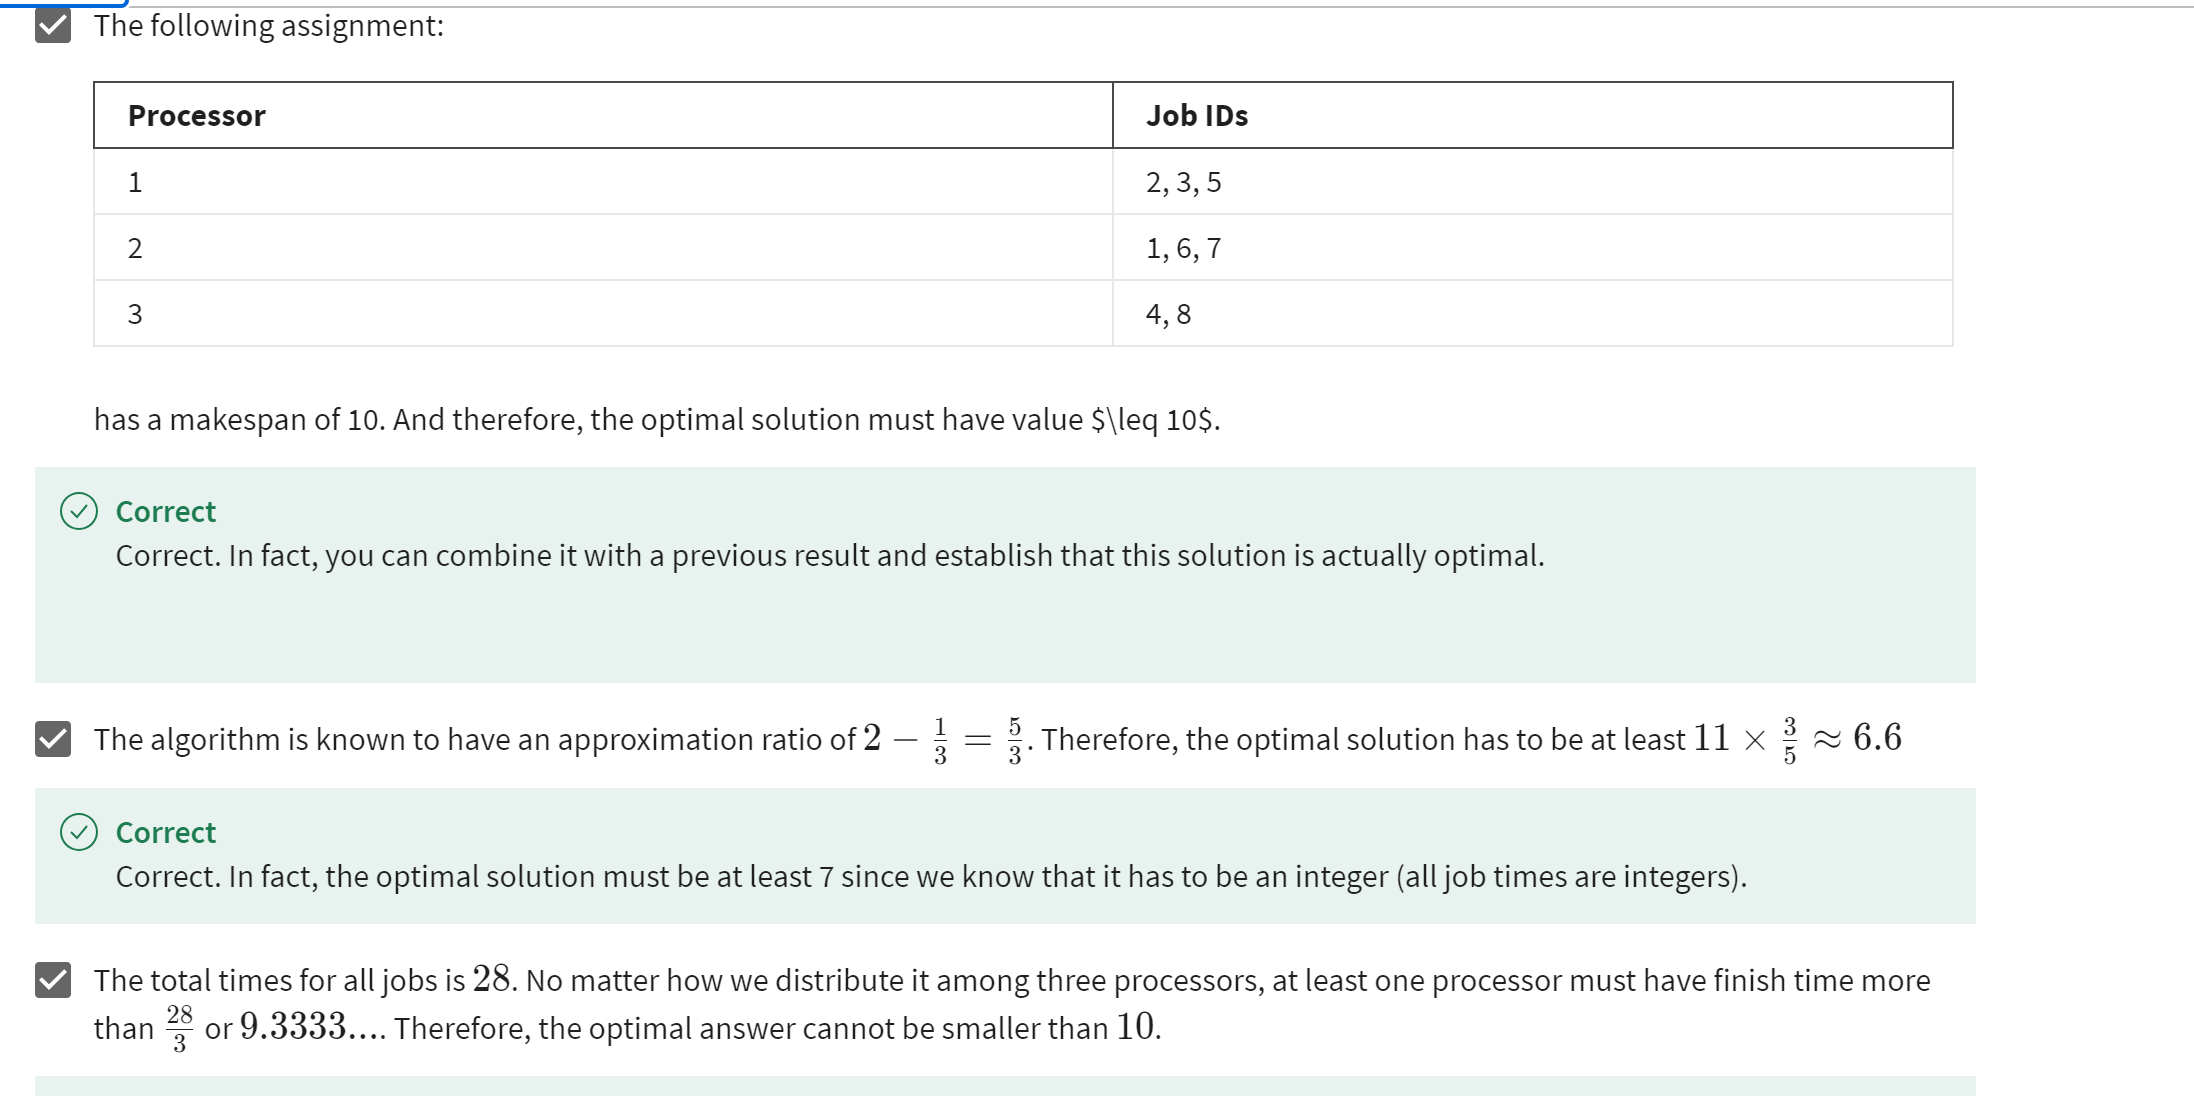 The following assignment:
Processor Job IDs
1 2, 3, 5
2 1, 6, 7
3 4, 8
has a makespan of 10. And therefore, the optimal solution must have value $\leq 10$.
Correct
Correct. In fact, you can combine it with a previous result and establish that this solution is actually optimal.
The algorithm is known to have an approximation ratio of 2 − 1/3 = 5/3. Therefore, the optimal solution has to be at least 11 × 3/5 ≈ 6.6
Correct
Correct. In fact, the optimal solution must be at least 7 since we know that it has to be an integer (all job times are integers).
The total times for all jobs is 28. No matter how we distribute it among three processors, at least one processor must have finish time more
than 28/3 or 9.3333.... Therefore, the optimal answer cannot be smaller than 10.